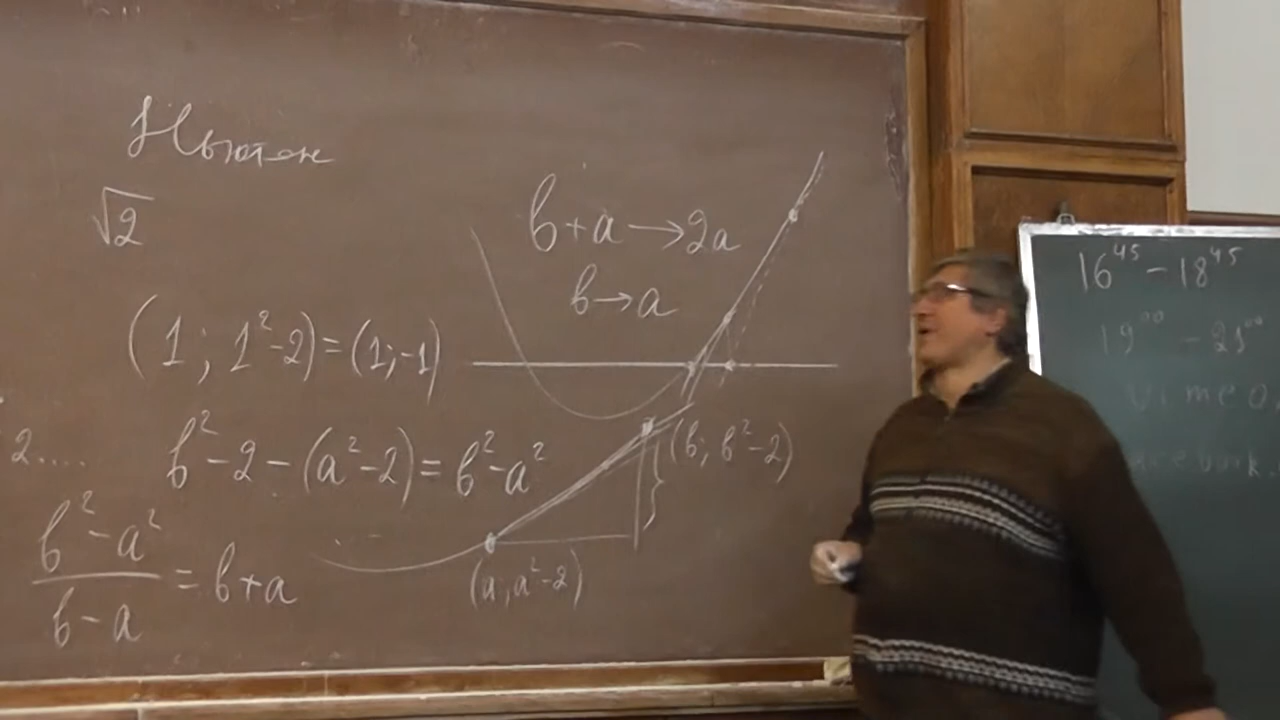 Ньютон
√2
b+a→2a
b→a
(1; 1²-2)=(1;-1)
2....
b²-2-(a²-2)=b²-a²
(b; b²-2)
(b²-a²)/(b-a) = b+a
(a; a²-2)
16⁴⁵ - 18⁴⁵
19⁰⁰ - 21⁰⁰